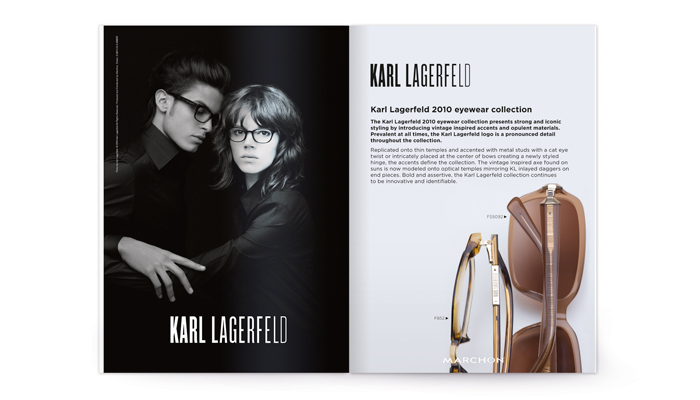 KARL LAGERFELD
KARL LAGERFELD
Karl Lagerfeld 2010 eyewear collection
The Karl Lagerfeld 2010 eyewear collection presents strong and iconic
styling by introducing vintage inspired accents and opulent materials.
Prevalent at all times, the Karl Lagerfeld logo is a pronounced detail
throughout the collection.
Replicated onto thin temples and accented with metal studs with a cat eye
twist or intricately placed at the center of bows creating a newly styled
hinge, the accents define the collection. The vintage inspired axe found on
suns is now modeled onto optical temples mirroring KL inlayed daggers on
end pieces. Bold and assertive, the Karl Lagerfeld collection continues
to be innovative and identifiable.
MARCHON